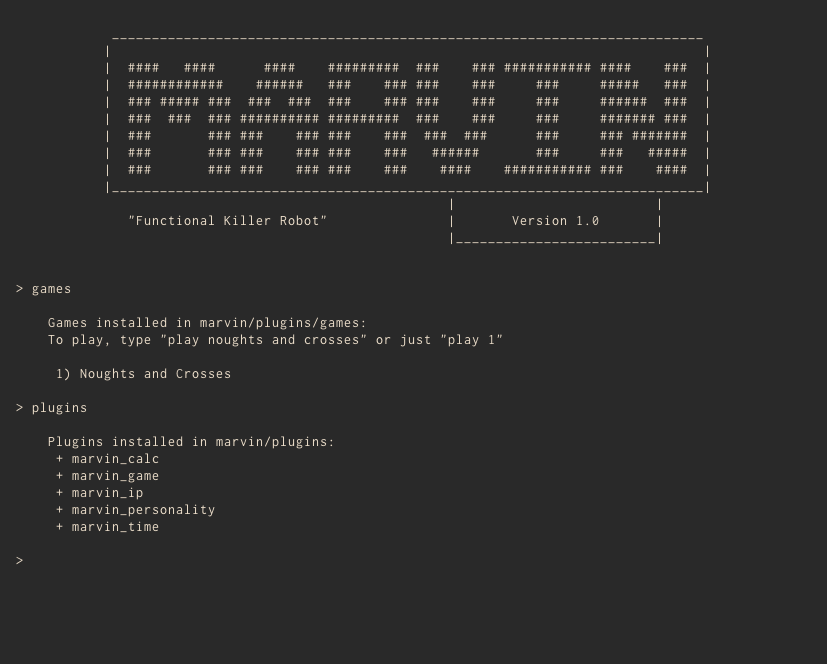 MARVIN
"Functional Killer Robot"
Version 1.0
> games
Games installed in marvin/plugins/games:
To play, type "play noughts and crosses" or just "play 1"
1) Noughts and Crosses
> plugins
Plugins installed in marvin/plugins:
+ marvin_calc
+ marvin_game
+ marvin_ip
+ marvin_personality
+ marvin_time
>